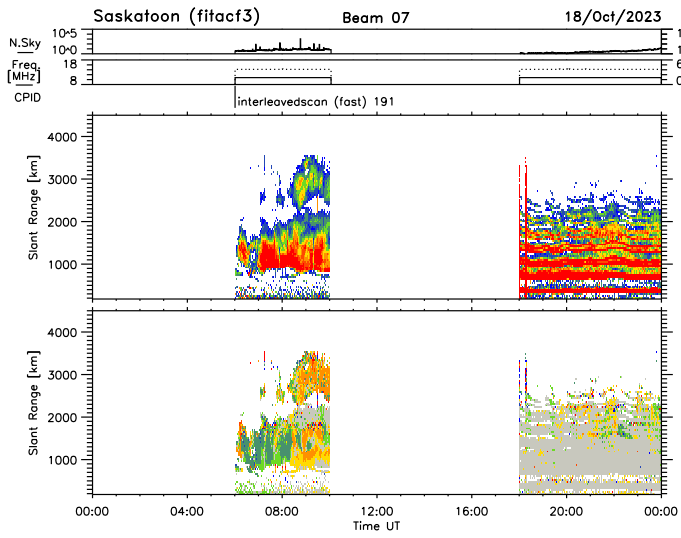 Saskatoon (fitacf3) Beam 07 18/Oct/2023
N.Sky 10^5
10^0
Freq. 18 6
[MHz] 8 0
CPID interleavedscan (fast) 191
4000
3000
2000
1000
Slant Range [km]
4000
3000
2000
1000
Slant Range [km]
00:00 04:00 08:00 12:00 16:00 20:00 00:00
Time UT